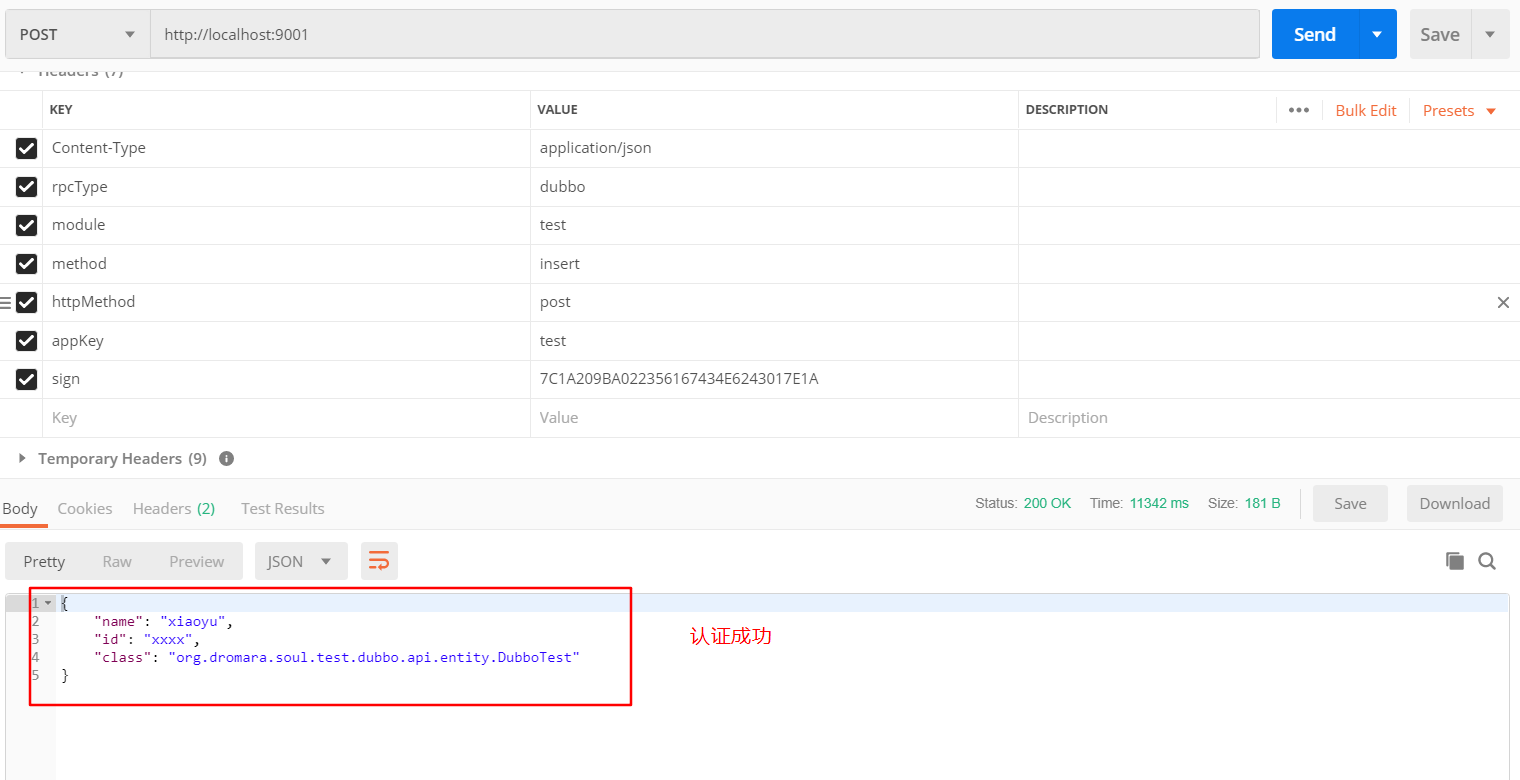 POST http://localhost:9001 Send Save
Headers (7)
KEY VALUE DESCRIPTION ••• Bulk Edit Presets
Content-Type application/json
rpcType dubbo
module test
method insert
httpMethod post
appKey test
sign 7C1A209BA022356167434E6243017E1A
Key Value Description
Temporary Headers (9)
Body Cookies Headers (2) Test Results Status: 200 OK Time: 11342 ms Size: 181 B Save Download
Pretty Raw Preview JSON
1 {
2 "name": "xiaoyu",
3 "id": "xxxx",
认证成功
4 "class": "org.dromara.soul.test.dubbo.api.entity.DubboTest"
5 }